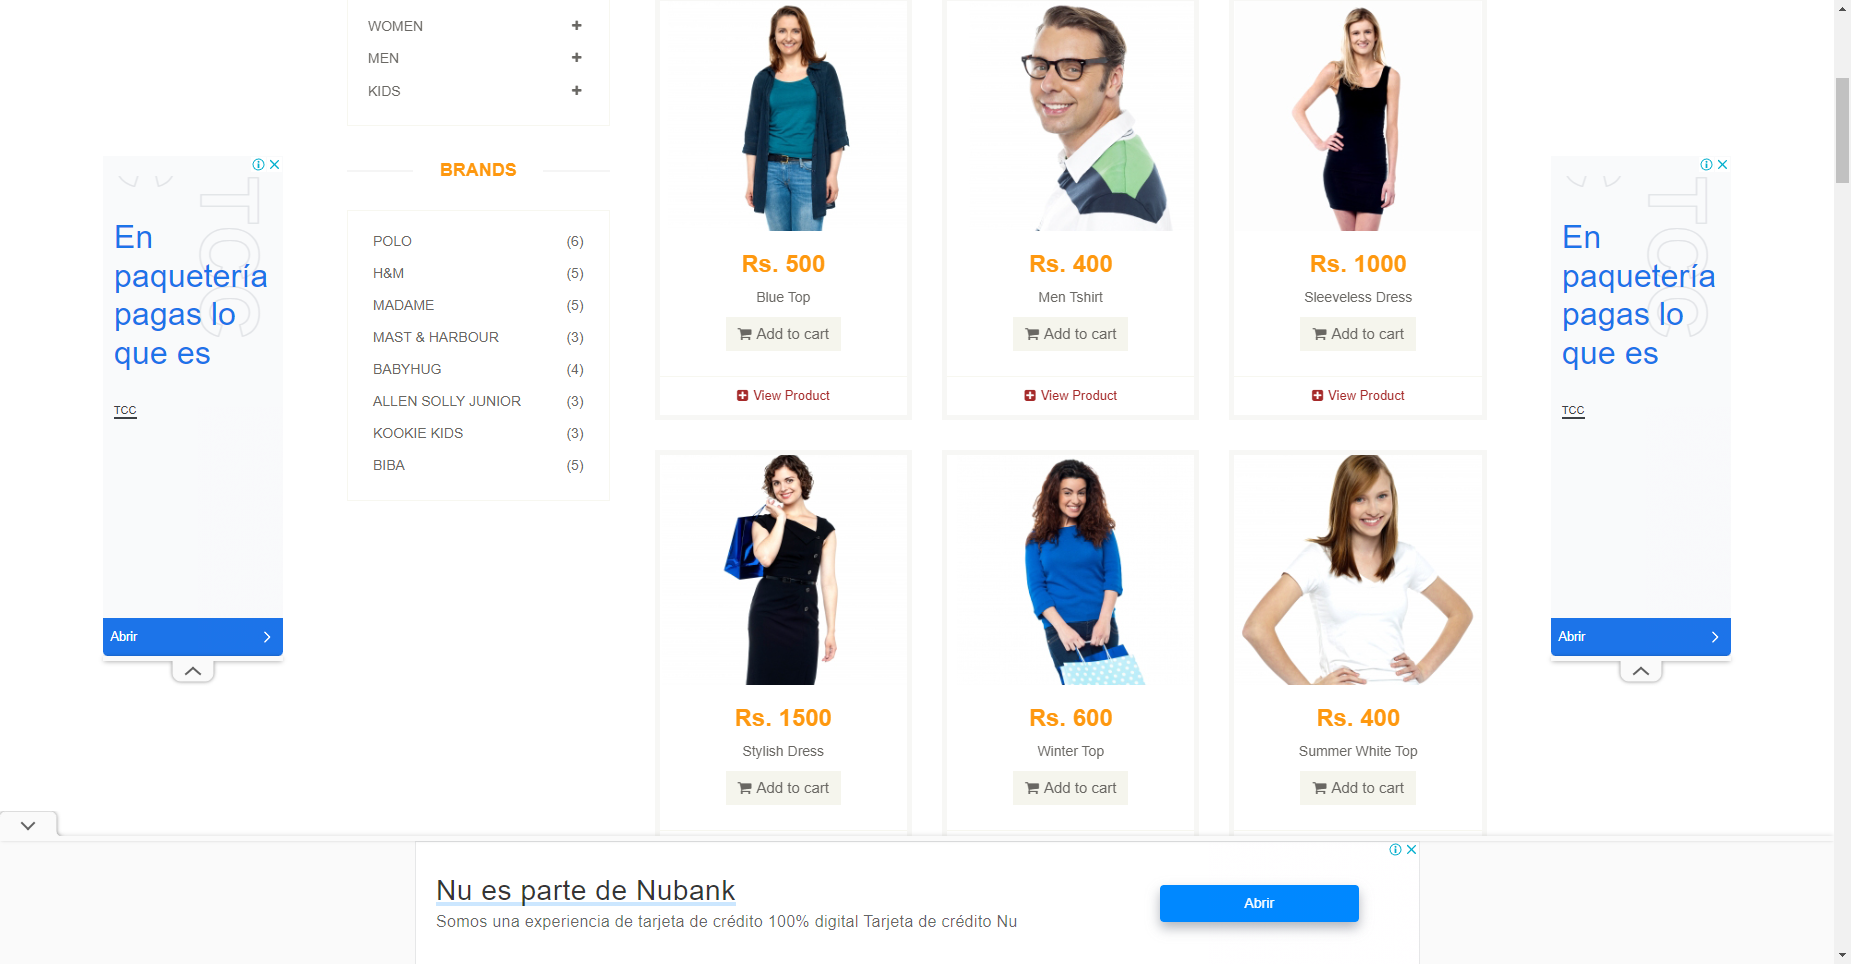 WOMEN
MEN
KIDS
BRANDS
POLO (6)
H&M (5)
MADAME (5)
MAST & HARBOUR (3)
BABYHUG (4)
ALLEN SOLLY JUNIOR (3)
KOOKIE KIDS (3)
BIBA (5)
TCC
En
paquetería
pagas lo
que es
TCC
Abrir
Rs. 500
Blue Top
Add to cart
View Product
Rs. 400
Men Tshirt
Add to cart
View Product
Rs. 1000
Sleeveless Dress
Add to cart
View Product
Rs. 1500
Stylish Dress
Add to cart
Rs. 600
Winter Top
Add to cart
Rs. 400
Summer White Top
Add to cart
TCC
En
paquetería
pagas lo
que es
TCC
Abrir
Nu es parte de Nubank
Somos una experiencia de tarjeta de crédito 100% digital Tarjeta de crédito Nu
Abrir